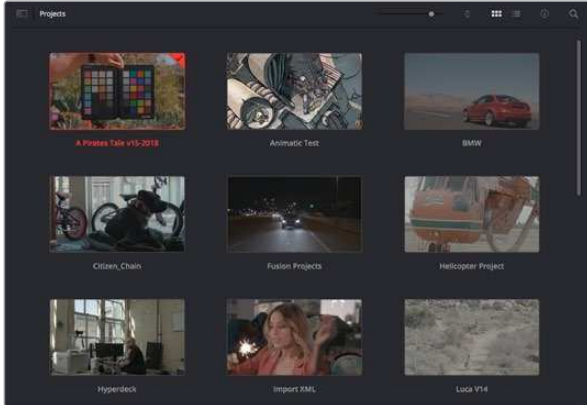 Projects
A Pirates Tale v15-2018
Animatic Test
BMW
Citizen_Chain
Fusion Projects
Helicopter Project
Hyperdeck
Import XML
Luca V14